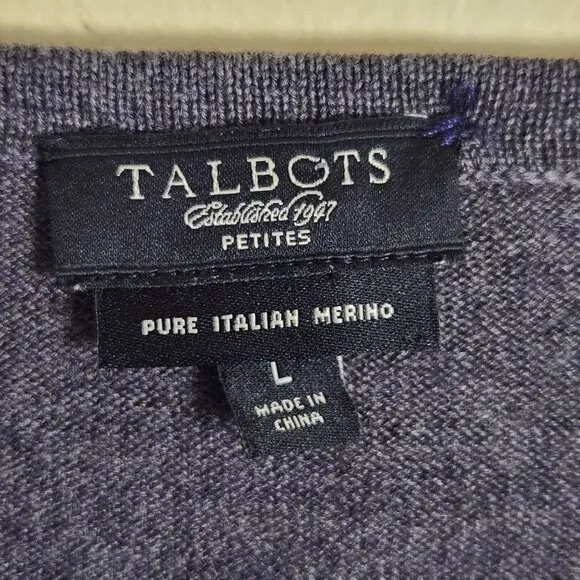 TALBOTS
Established 1947
PETITES
PURE ITALIAN MERINO
L
MADE IN
CHINA